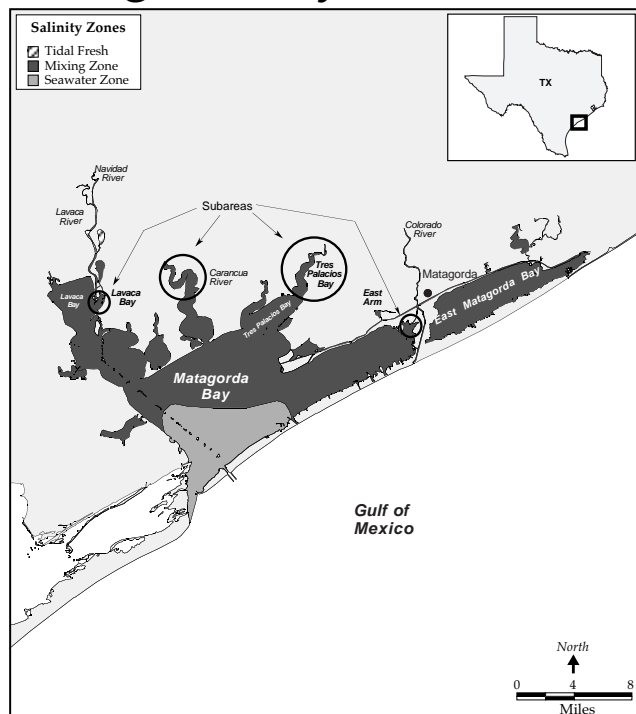 Salinity Zones
Tidal Fresh
Mixing Zone
Seawater Zone
TX
Navidad
River
Lavaca
River
Subareas
Colorado
River
Carancua
River
Tres
Palacios
Bay
Matagorda
Lavaca
Bay
Lavaca
Bay
East
Arm
East Matagorda Bay
Tres Palacios Bay
Matagorda
Bay
Gulf of
Mexico
North
0 4 8
Miles